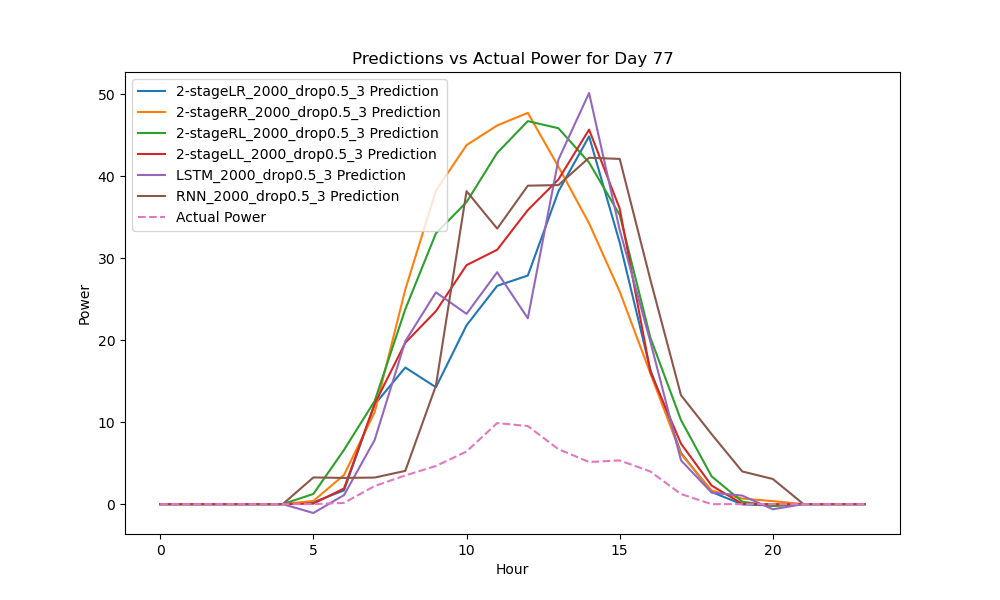 Predictions vs Actual Power for Day 77
2-stageLR_2000_drop0.5_3 Prediction
2-stageRR_2000_drop0.5_3 Prediction
2-stageRL_2000_drop0.5_3 Prediction
2-stageLL_2000_drop0.5_3 Prediction
LSTM_2000_drop0.5_3 Prediction
RNN_2000_drop0.5_3 Prediction
Actual Power
Power
50
40
30
20
10
0
0 5 10 15 20
Hour